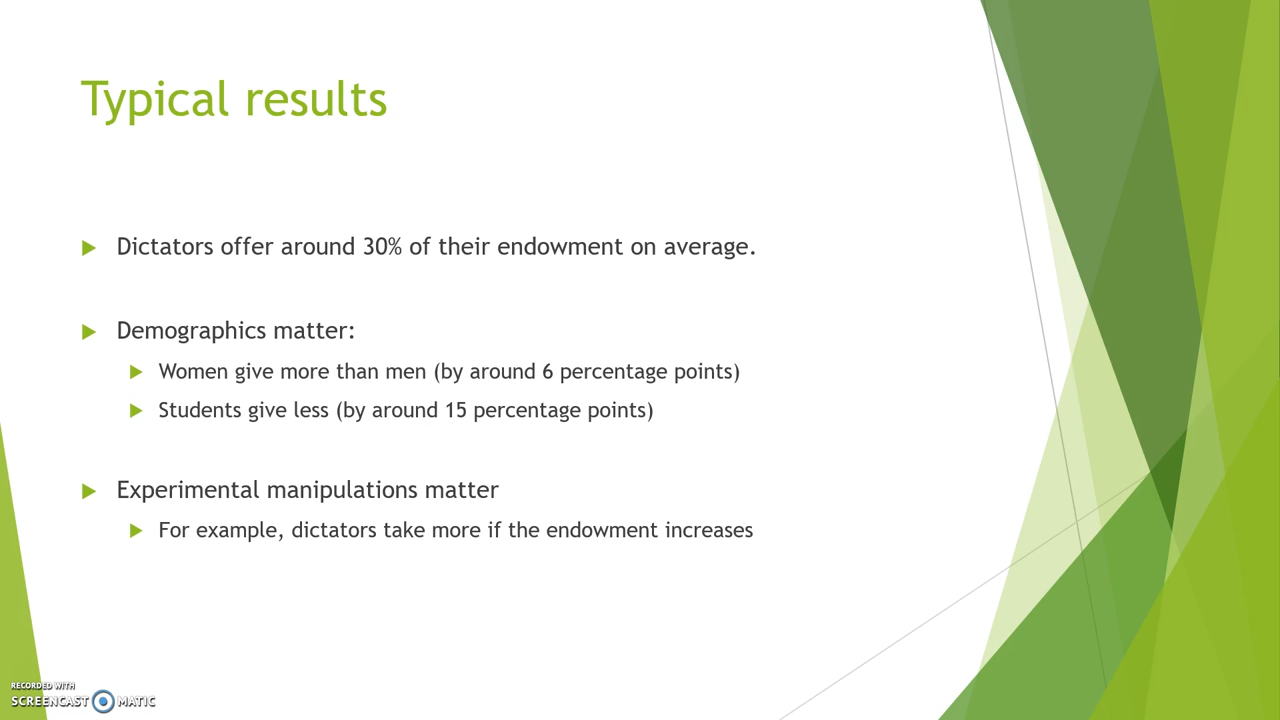 Typical results
Dictators offer around 30% of their endowment on average.
Demographics matter:
Women give more than men (by around 6 percentage points)
Students give less (by around 15 percentage points)
Experimental manipulations matter
For example, dictators take more if the endowment increases
RECORDED WITH
SCREENCAST MATIC